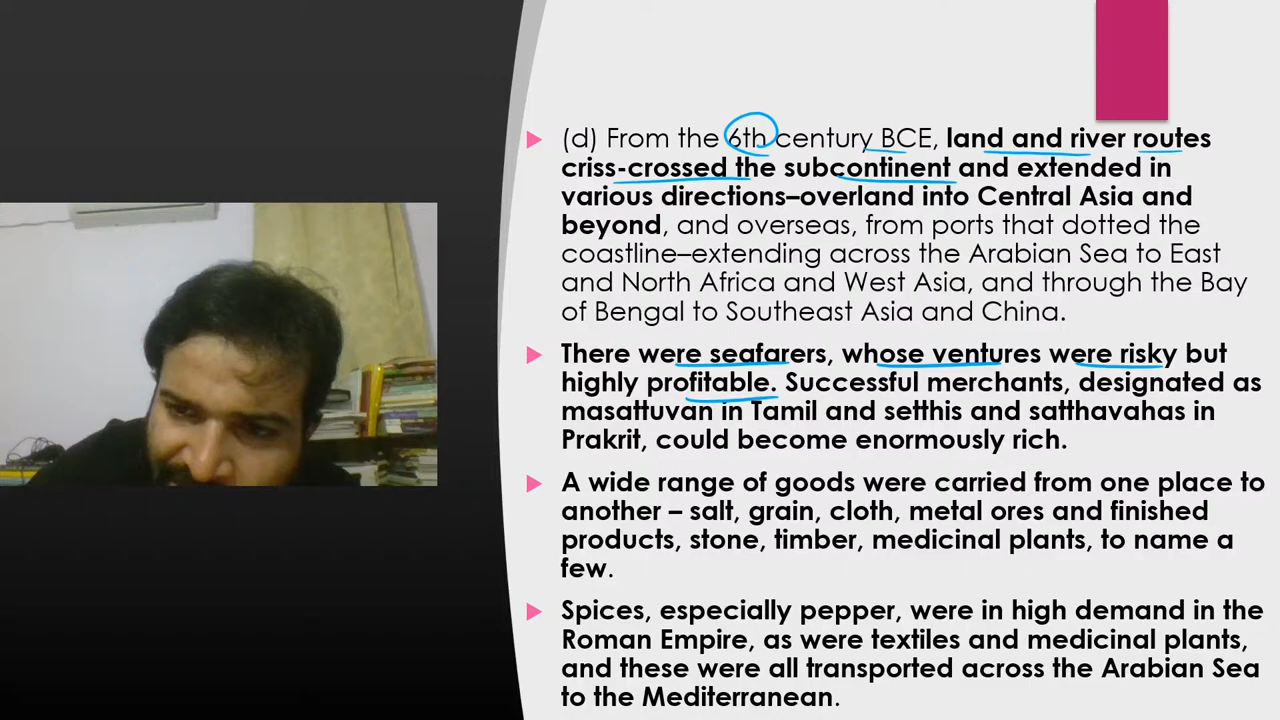 (d) From the 6th century BCE, land and river routes
criss-crossed the subcontinent and extended in
various directions–overland into Central Asia and
beyond, and overseas, from ports that dotted the
coastline–extending across the Arabian Sea to East
and North Africa and West Asia, and through the Bay
of Bengal to Southeast Asia and China.
There were seafarers, whose ventures were risky but
highly profitable. Successful merchants, designated as
masattuvan in Tamil and setthis and satthavahas in
Prakrit, could become enormously rich.
A wide range of goods were carried from one place to
another – salt, grain, cloth, metal ores and finished
products, stone, timber, medicinal plants, to name a
few.
Spices, especially pepper, were in high demand in the
Roman Empire, as were textiles and medicinal plants,
and these were all transported across the Arabian Sea
to the Mediterranean.